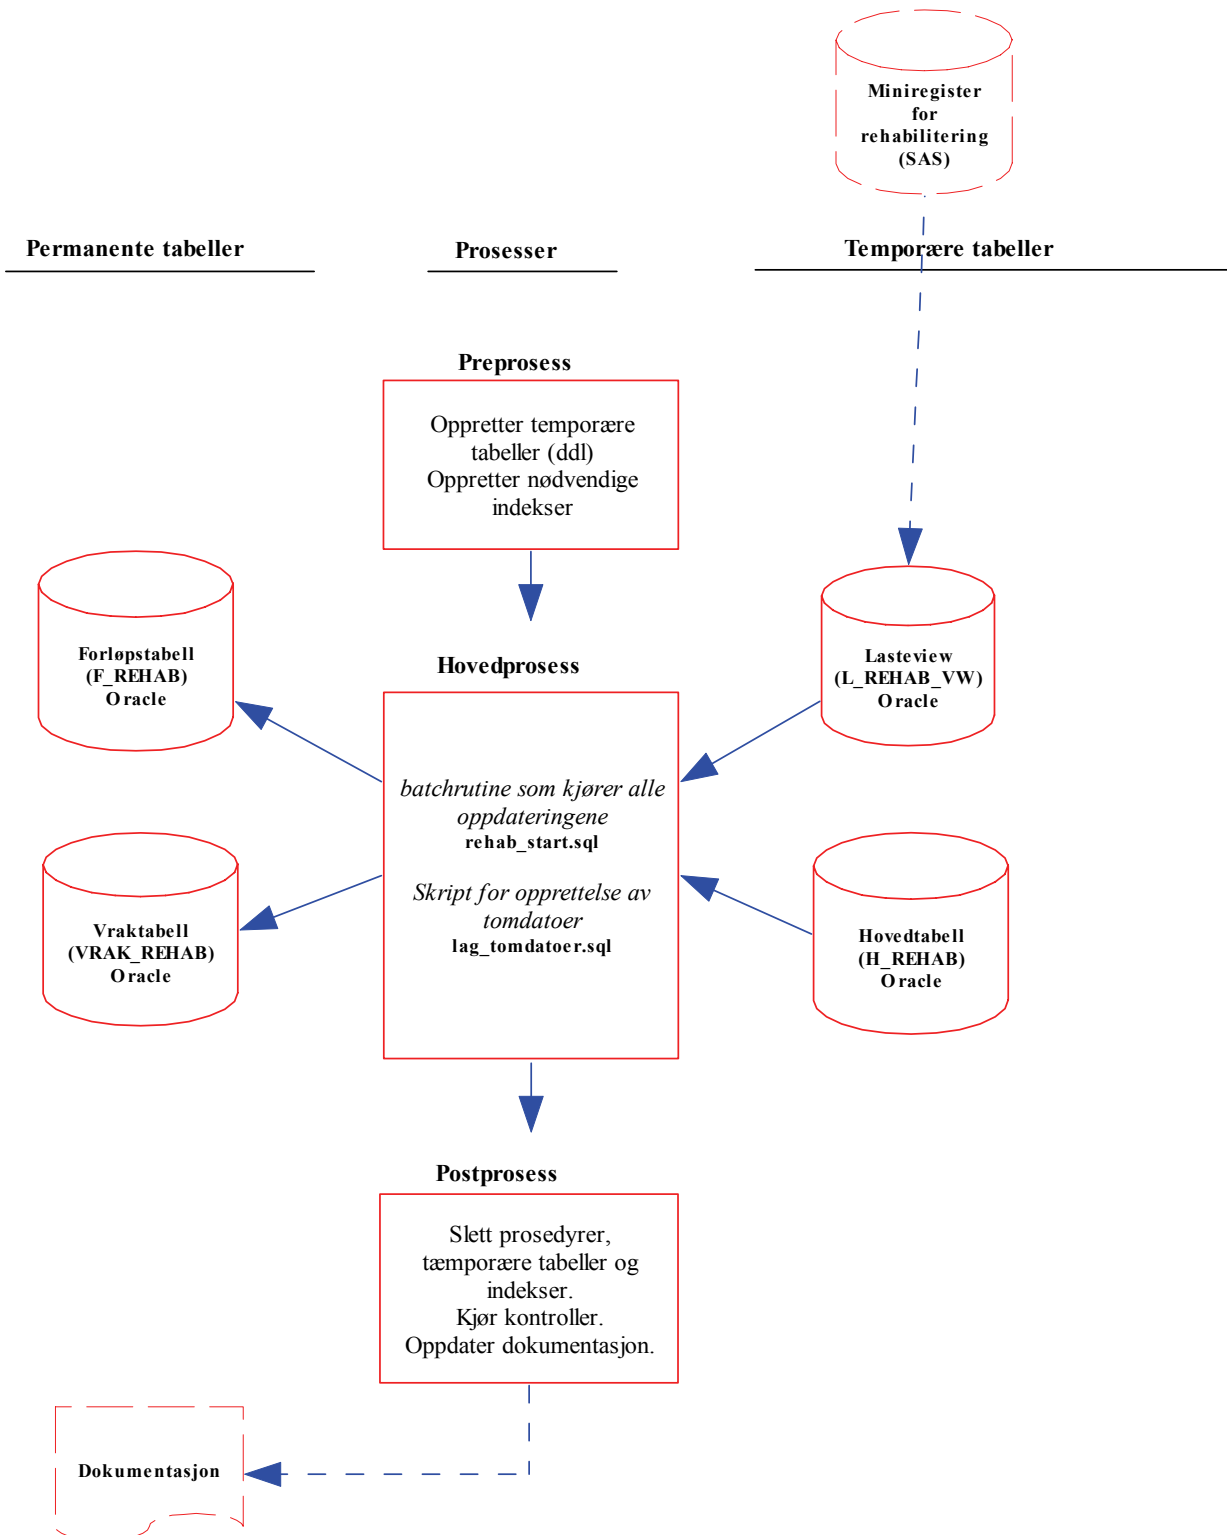 Miniregister
for
rehabilitering
(SAS)
Permanente tabeller
Prosesser
Temporære tabeller
Preprosess
Oppretter temporære
tabeller (ddl)
Oppretter nødvendige
indekser
Forløpstabell
(F_REHAB)
Oracle
Hovedprosess
Lasteview
(L_REHAB_VW)
Oracle
batchrutine som kjører alle
oppdateringene
rehab_start.sql
Skript for opprettelse av
tomdatoer
lag_tomdatoer.sql
Vraktabell
(VRAK_REHAB)
Oracle
Hovedtabell
(H_REHAB)
Oracle
Postprosess
Slett prosedyrer,
tæmporære tabeller og
indekser.
Kjør kontroller.
Oppdater dokumentasjon.
Dokumentasjon